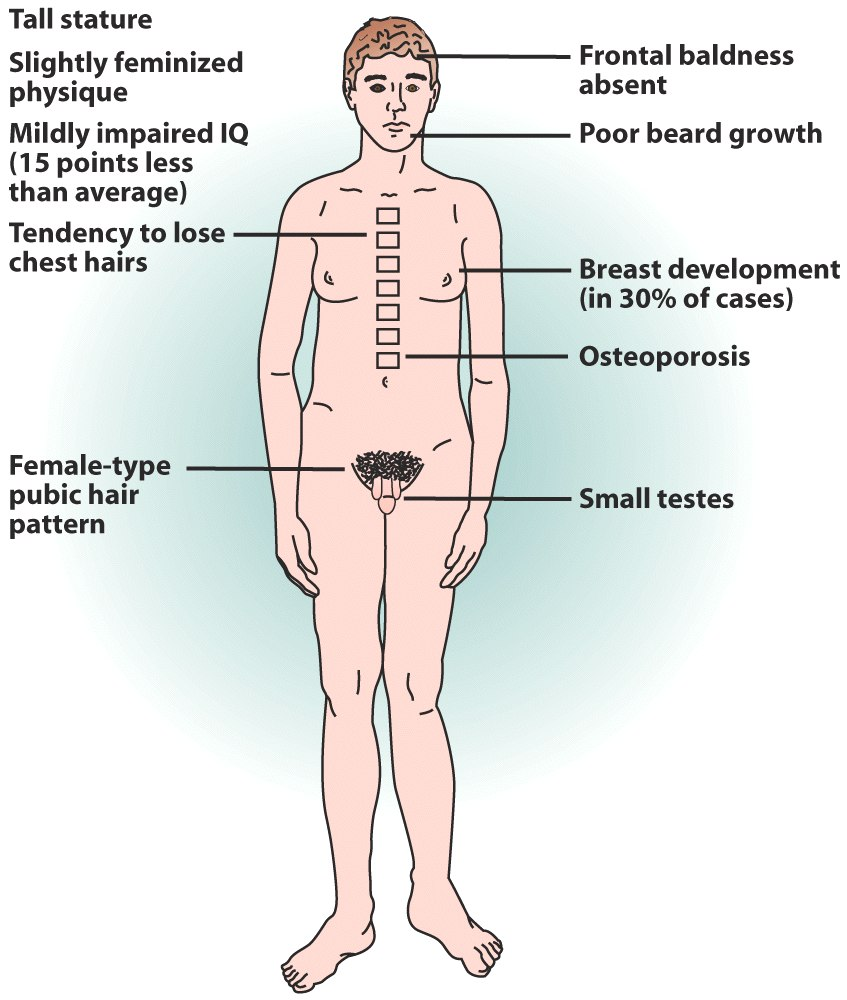 Tall stature
Slightly feminized
physique
Mildly impaired IQ
(15 points less
than average)
Tendency to lose
chest hairs
Female-type
pubic hair
pattern
Frontal baldness
absent
Poor beard growth
Breast development
(in 30% of cases)
Osteoporosis
Small testes